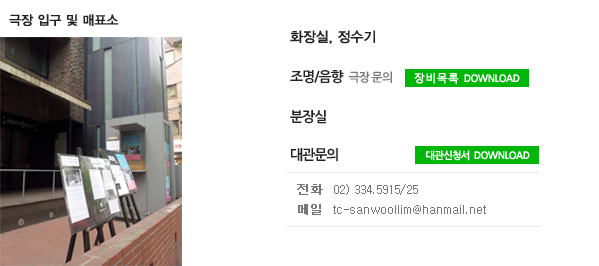 극장 입구 및 매표소
화장실, 정수기
조명/음향 극장 문의 장비목록 DOWNLOAD
분장실
대관문의 대관신청서 DOWNLOAD
전화 02) 334.5915/25
메일 tc-sanwoollim@hanmail.net